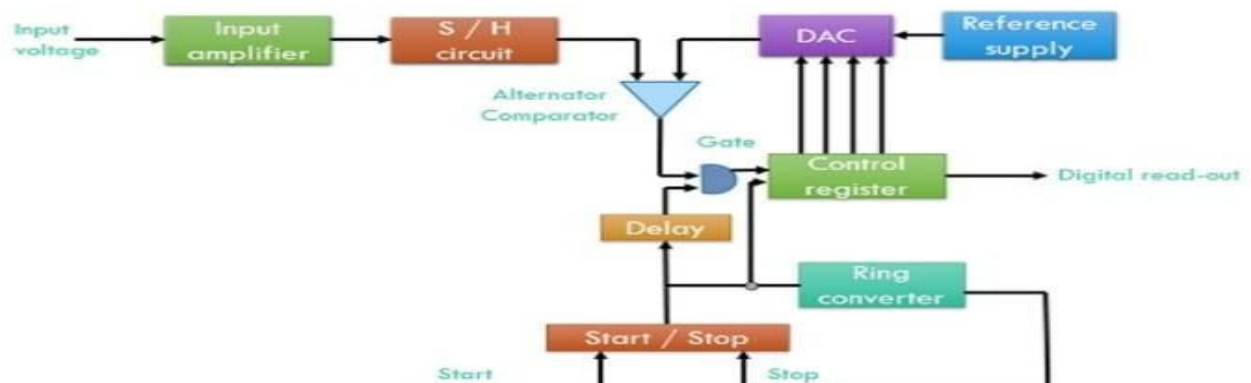 Input
voltage
Input
amplifier
S / H
circuit
DAC
Reference
supply
Alternator
Comparator
Gate
Control
register
Digital read-out
Delay
Ring
converter
Start / Stop
Start
Stop